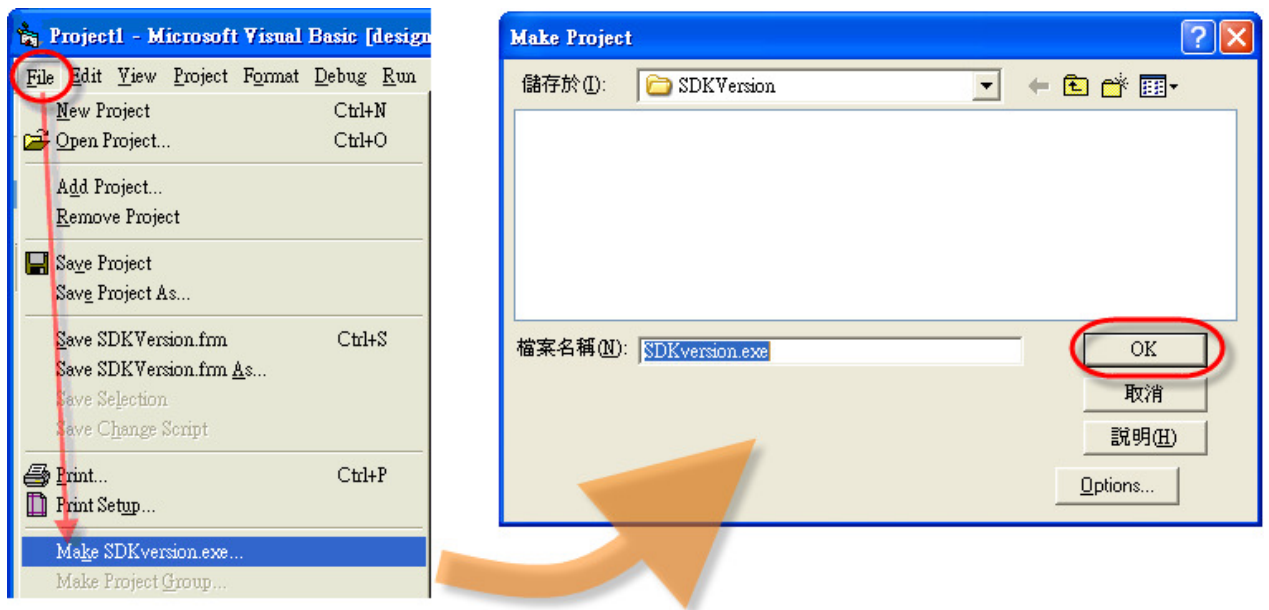 Project1 - Microsoft Visual Basic [design
File Edit View Project Format Debug Run
New Project Ctrl+N
Open Project... Ctrl+O
Add Project...
Remove Project
Save Project
Save Project As...
Save SDKVersion.frm Ctrl+S
Save SDKVersion.frm As...
Save Selection
Save Change Script
Print... Ctrl+P
Print Setup...
Make SDKversion.exe...
Make Project Group...
Make Project
儲存於(I): SDKVersion
檔案名稱(N): SDKversion.exe
OK
取消
說明(H)
Options...